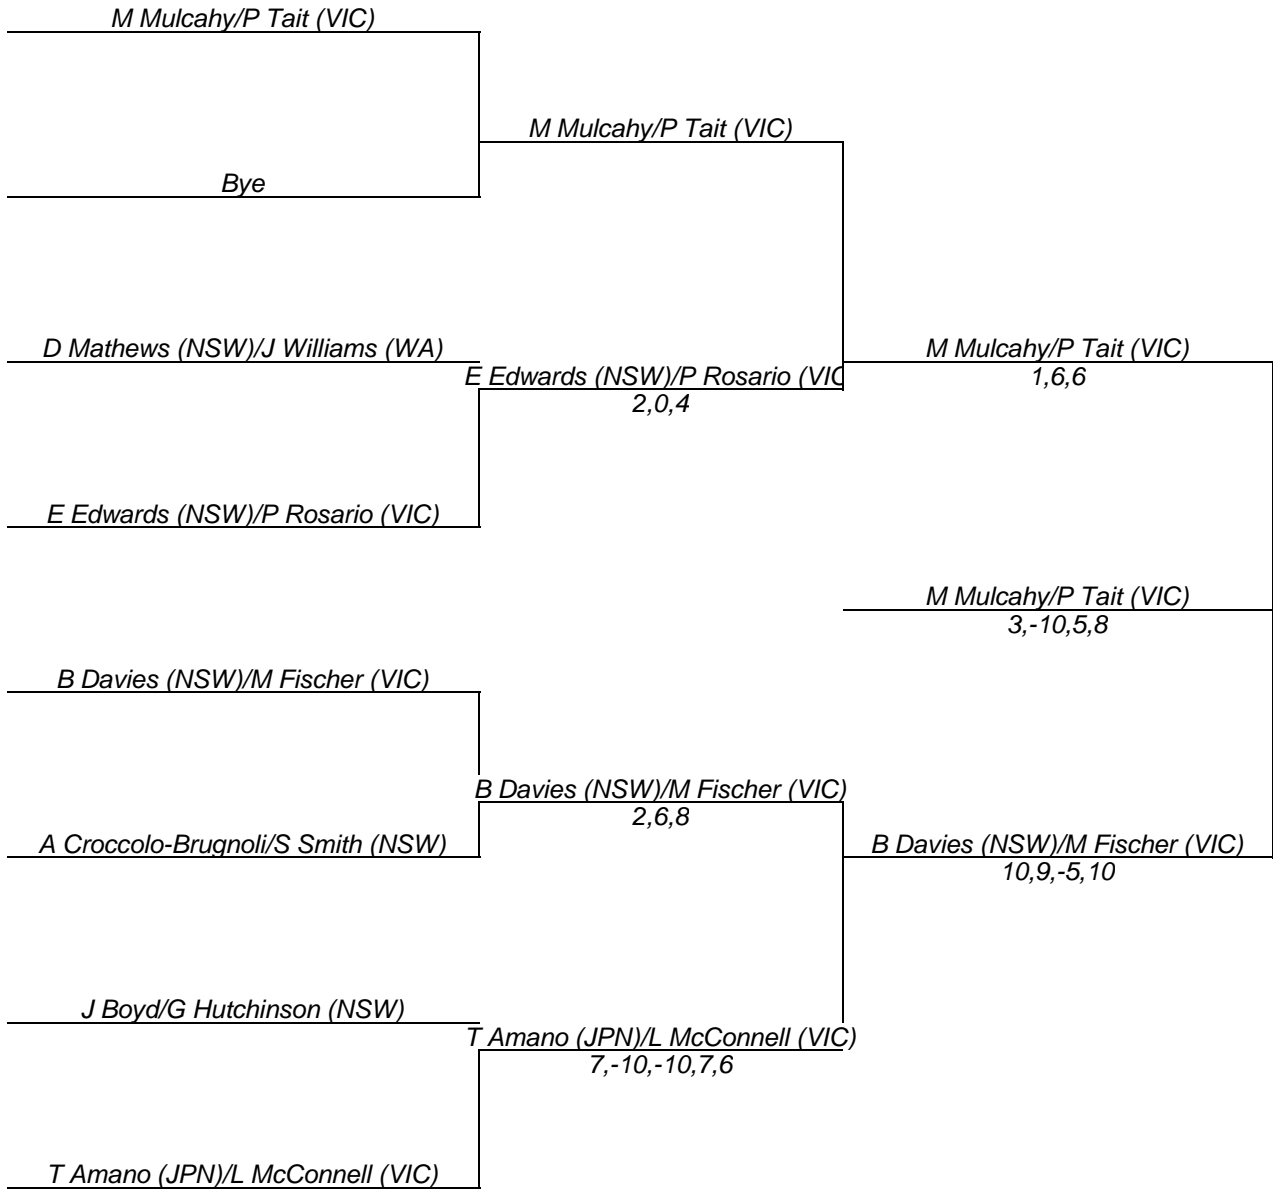 M Mulcahy/P Tait (VIC)
M Mulcahy/P Tait (VIC)
Bye
D Mathews (NSW)/J Williams (WA)
M Mulcahy/P Tait (VIC)
1,6,6
E Edwards (NSW)/P Rosario (VIC
2,0,4
E Edwards (NSW)/P Rosario (VIC)
M Mulcahy/P Tait (VIC)
3,-10,5,8
B Davies (NSW)/M Fischer (VIC)
B Davies (NSW)/M Fischer (VIC)
2,6,8
A Croccolo-Brugnoli/S Smith (NSW)
B Davies (NSW)/M Fischer (VIC)
10,9,-5,10
J Boyd/G Hutchinson (NSW)
T Amano (JPN)/L McConnell (VIC)
7,-10,-10,7,6
T Amano (JPN)/L McConnell (VIC)